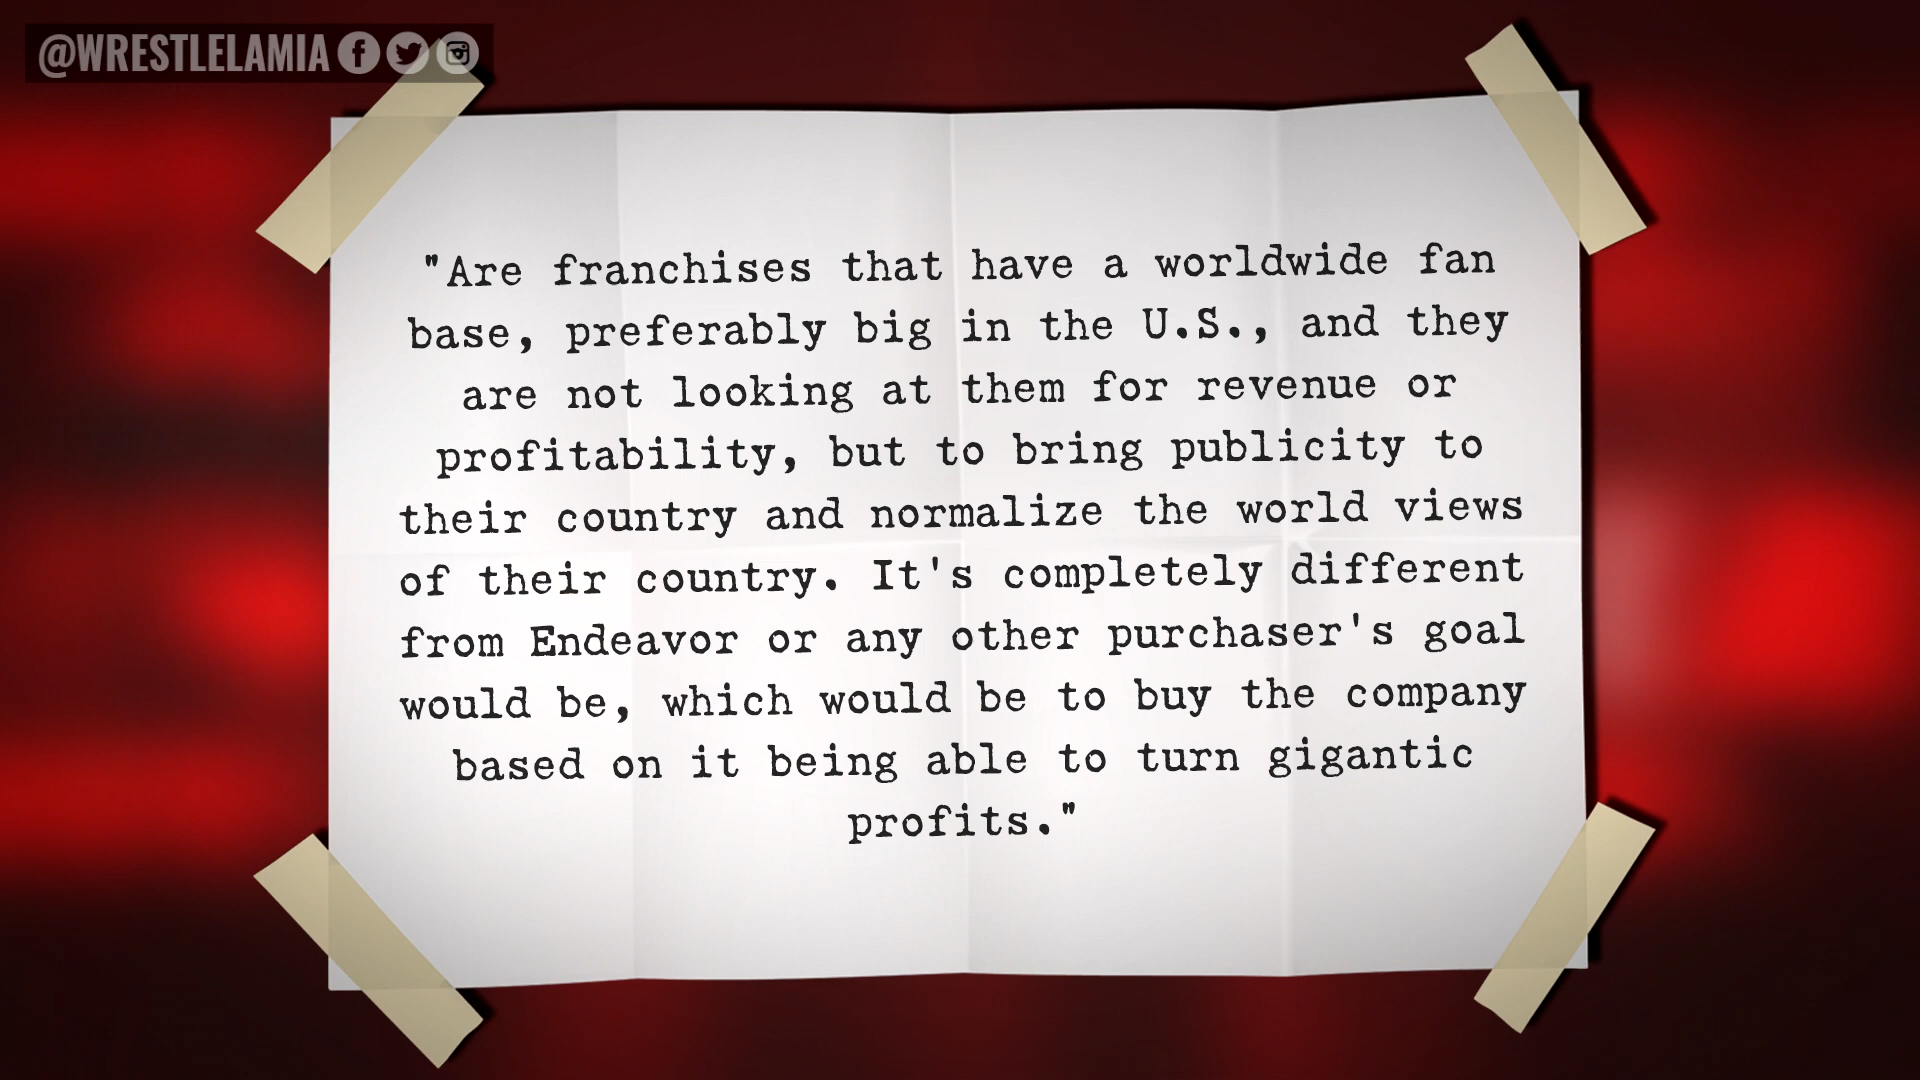 @WRESTLELAMIA
"Are franchises that have a worldwide fan
base, preferably big in the U.S., and they
are not looking at them for revenue or
profitability, but to bring publicity to
their country and normalize the world views
of their country. It's completely different
from Endeavor or any other purchaser's goal
would be, which would be to buy the company
based on it being able to turn gigantic
profits."